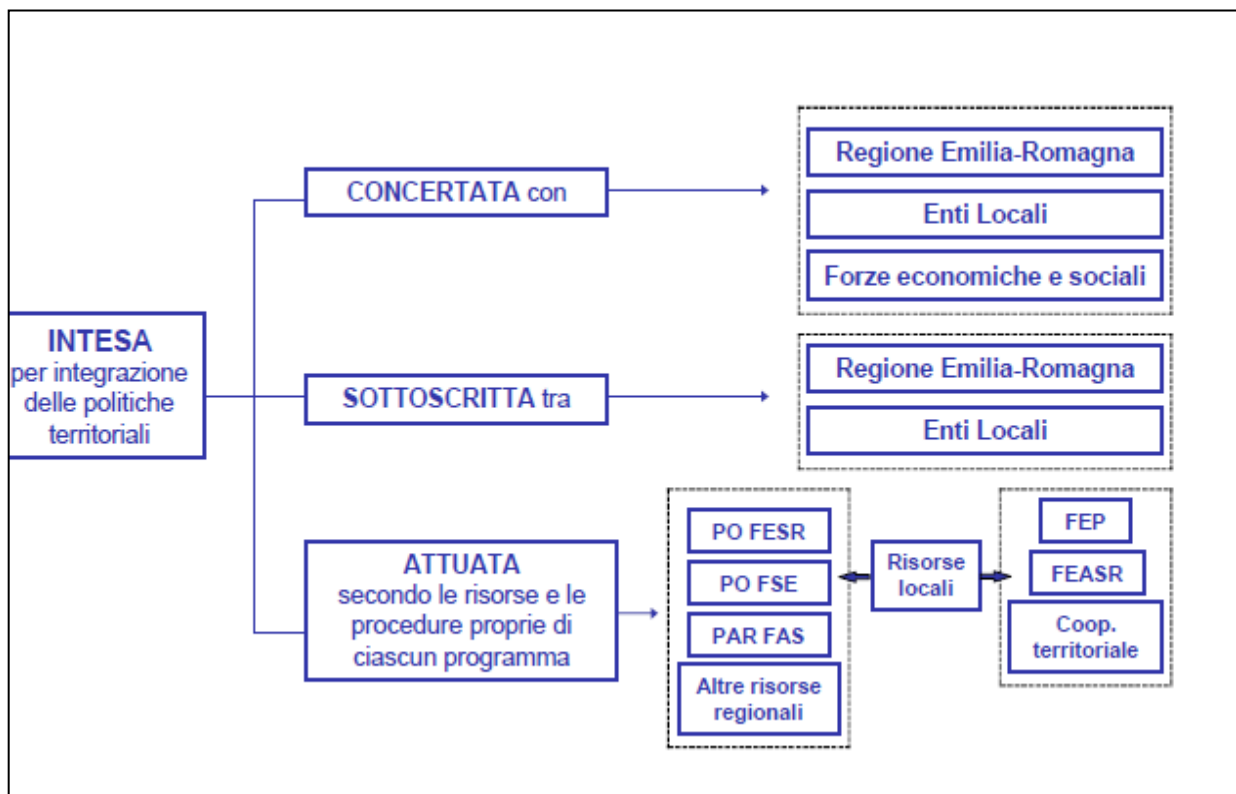 CONCERTATA con
Regione Emilia-Romagna
Enti Locali
Forze economiche e sociali
INTESA
per integrazione
delle politiche
territoriali
SOTTOSCRITTA tra
Regione Emilia-Romagna
Enti Locali
ATTUATA
secondo le risorse e le
procedure proprie di
ciascun programma
PO FESR
PO FSE
PAR FAS
Altre risorse
regionali
Risorse
locali
FEP
FEASR
Coop.
territoriale